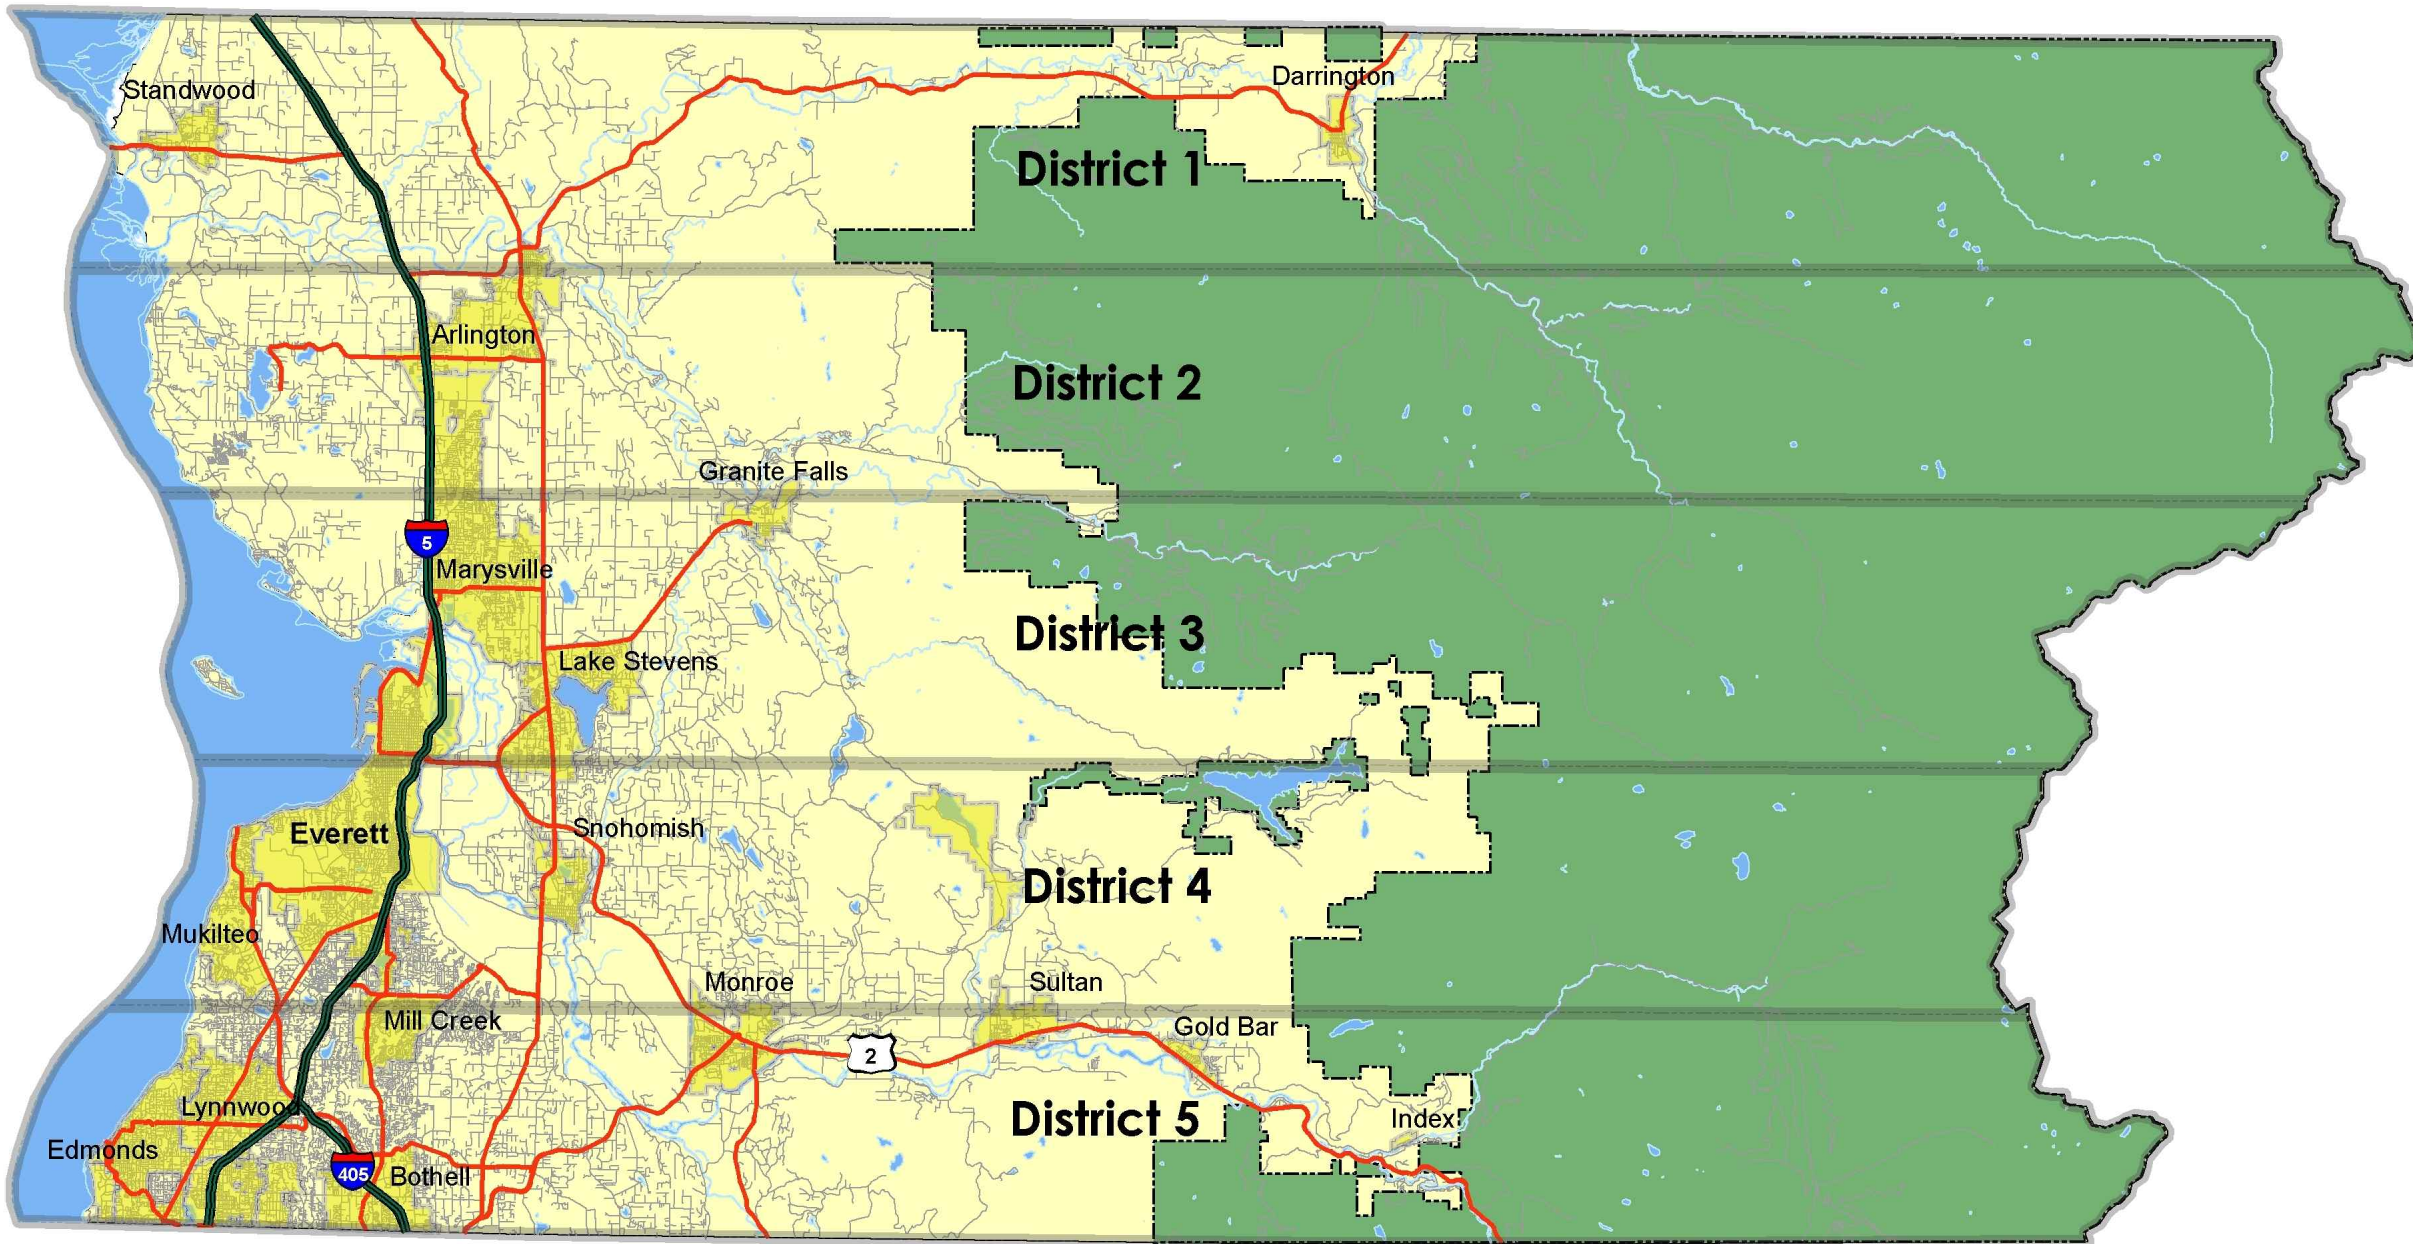 Standwood
Darrington
District 1
Arlington
District 2
Granite Falls
5
Marysville
District 3
Lake Stevens
Everett
Snohomish
District 4
Mukilteo
Monroe
Sultan
Mill Creek
Gold Bar
2
Lynnwood
District 5
Index
Edmonds
405
Bothell